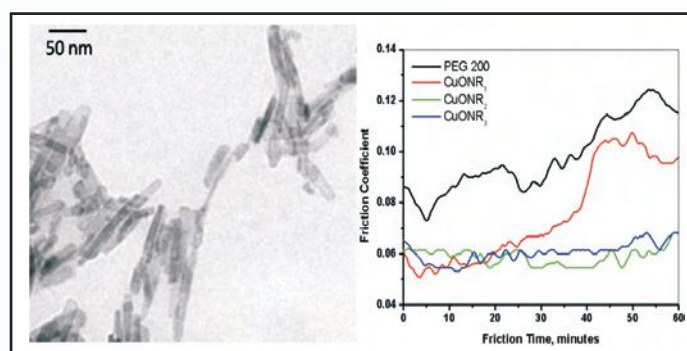 50 nm
0.14
0.12
0.10
0.08
0.06
0.04
Friction Coefficient
PEG 200
CuONR₁
CuONR₂
CuONR₃
0 10 20 30 40 50 60
Friction Time, minutes